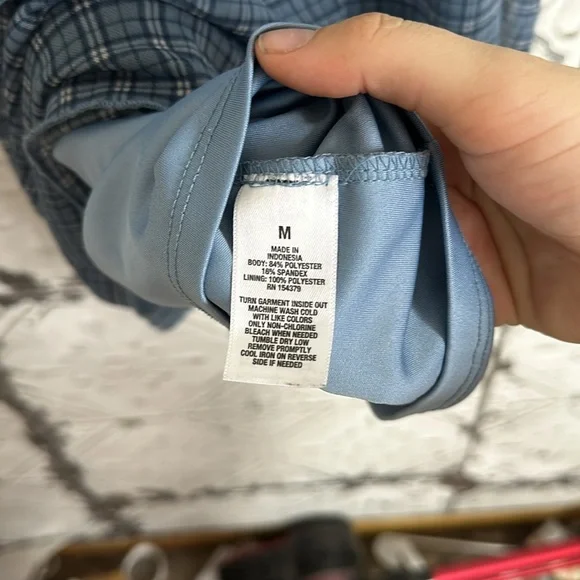 M
MADE IN
INDONESIA
BODY: 84% POLYESTER
16% SPANDEX
LINING: 100% POLYESTER
RN 154379
TURN GARMENT INSIDE OUT
MACHINE WASH COLD
WITH LIKE COLORS
ONLY NON-CHLORINE
BLEACH WHEN NEEDED
TUMBLE DRY LOW
REMOVE PROMPTLY
COOL IRON ON REVERSE
SIDE IF NEEDED